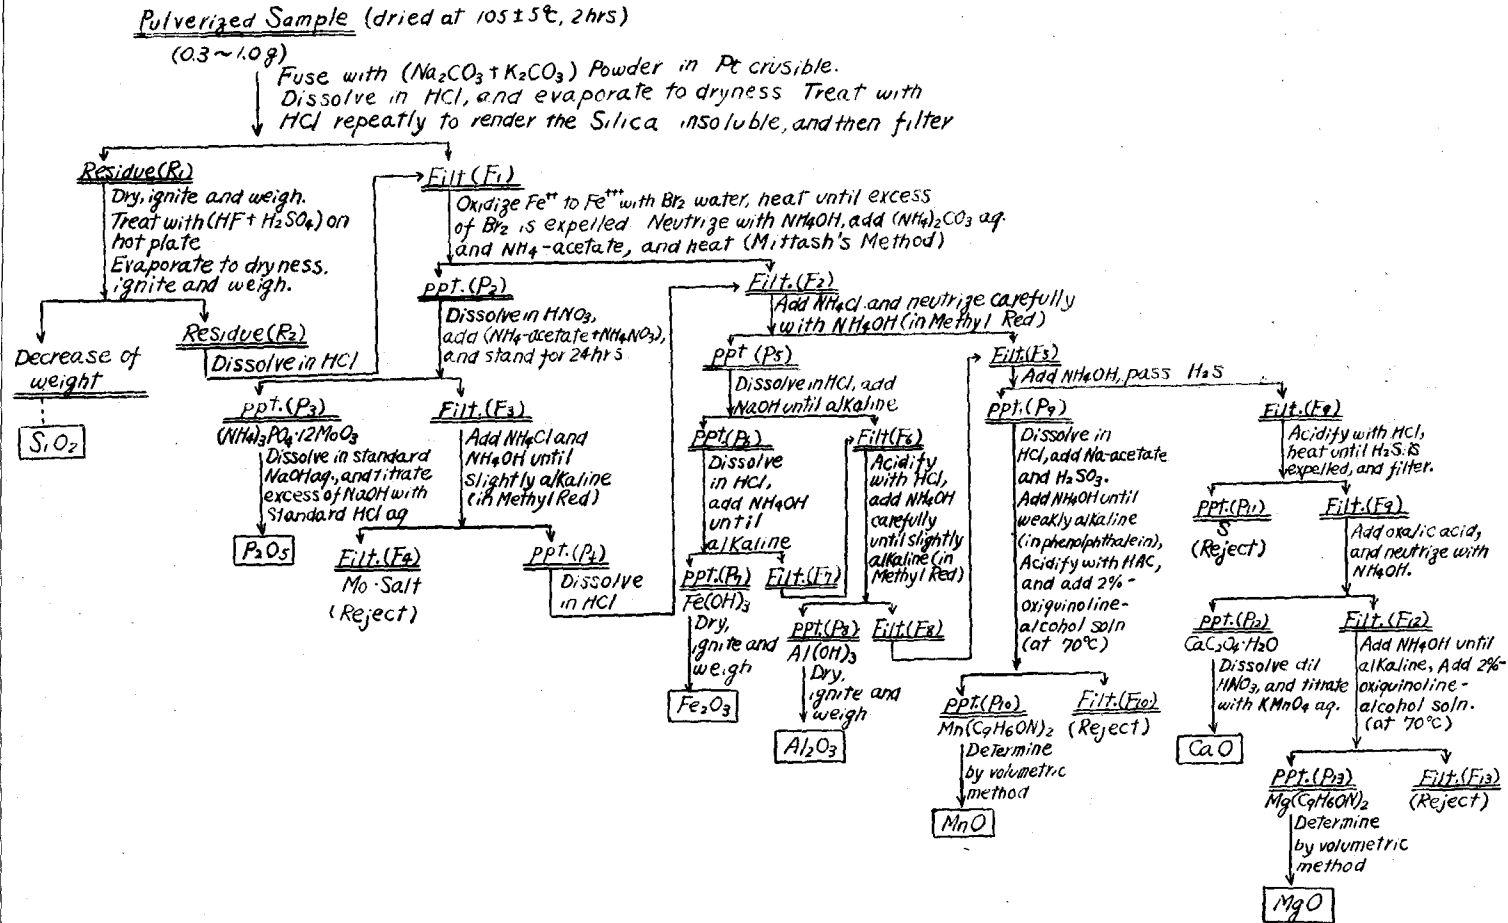 Pulverized Sample (dried at 105±5℃, 2hrs)
(0.3~1.0g)
Fuse with (Na₂CO₃+K₂CO₃) Powder in Pt crusible.
Dissolve in HCl, and evaporate to dryness Treat with
HCl repeatly to render the Silica insoluble, and then filter
Residue(R₁)
Dry, ignite and weigh.
Treat with (HF+H₂SO₄) on
hot plate
Evaporate to dryness.
ignite and weigh.
Decrease of
weight
SiO₂
Residue(R₂)
Dissolve in HCl
Filt.(F₁)
Oxidize Fe⁺⁺ to Fe⁺⁺⁺ with Br₂ water, heat until excess
of Br₂ is expelled Neutrize with NH₄OH, add (NH₄)₂CO₃ aq.
and NH₄-acetate, and heat (Mittash's Method)
ppt.(P₂)
Dissolve in HNO₃,
add (NH₄-acetate+NH₄NO₃),
and stand for 24hrs
ppt.(P₃)
(NH₄)₃PO₄·12MoO₃
Dissolve in standard
NaOH aq., and titrate
excess of NaOH with
Standard HCl aq
P₂O₅
Filt.(F₃)
Add NH₄Cl and
NH₄OH until
slightly alkaline
(in Methyl Red)
Filt.(F₄)
Mo·Salt
(Reject)
PPT.(P₄)
Dissolve
in HCl
Filt.(F₂)
Add NH₄Cl and neutrize carefully
with NH₄OH (in Methyl Red)
ppt (P₅)
Dissolve in HCl, add
NaOH until alkaline
ppt(P₆)
Dissolve
in HCl,
add NH₄OH
until
alkaline
PPT.(P₇)
Fe(OH)₃
Dry,
ignite and
weigh
Fe₂O₃
Filt.(F₇)
Filt(F₆)
Acidify
with HCl,
add NH₄OH
carefully
until slightly
alkaline (in
Methyl Red)
PPT.(P₈)
Al(OH)₃
Dry,
ignite and
weigh
Al₂O₃
Filt.(F₈)
Filt.(F₅)
Add NH₄OH, pass H₂S
ppt.(P₉)
Dissolve in
HCl, add Na-acetate
and H₂SO₃.
Add NH₄OH until
weakly alkaline
(in phenolphthalein),
Acidify with HAC,
and add 2%-
oxiquinoline-
alcohol soln
(at 70℃)
PPT.(P₁₀)
Mn(C₉H₆ON)₂
Determine
by volumetric
method
MnO
Filt.(F₁₀)
(Reject)
Filt.(F₉)
Acidify with HCl,
heat until H₂S is
expelled, and filter.
PPT.(P₁₁)
S
(Reject)
Filt.(F₉)
Add oxalic acid,
and neutrize with
NH₄OH.
PPT.(P₁₂)
CaC₂O₄·H₂O
Dissolve dil
HNO₃, and titrate
with KMnO₄ aq.
CaO
Filt.(F₁₂)
Add NH₄OH until
alkaline, Add 2%-
oxiquinoline-
alcohol soln.
(at 70℃)
PPT.(P₁₃)
Mg(C₉H₆ON)₂
Determine
by volumetric
method
MgO
Filt.(F₁₃)
(Reject)